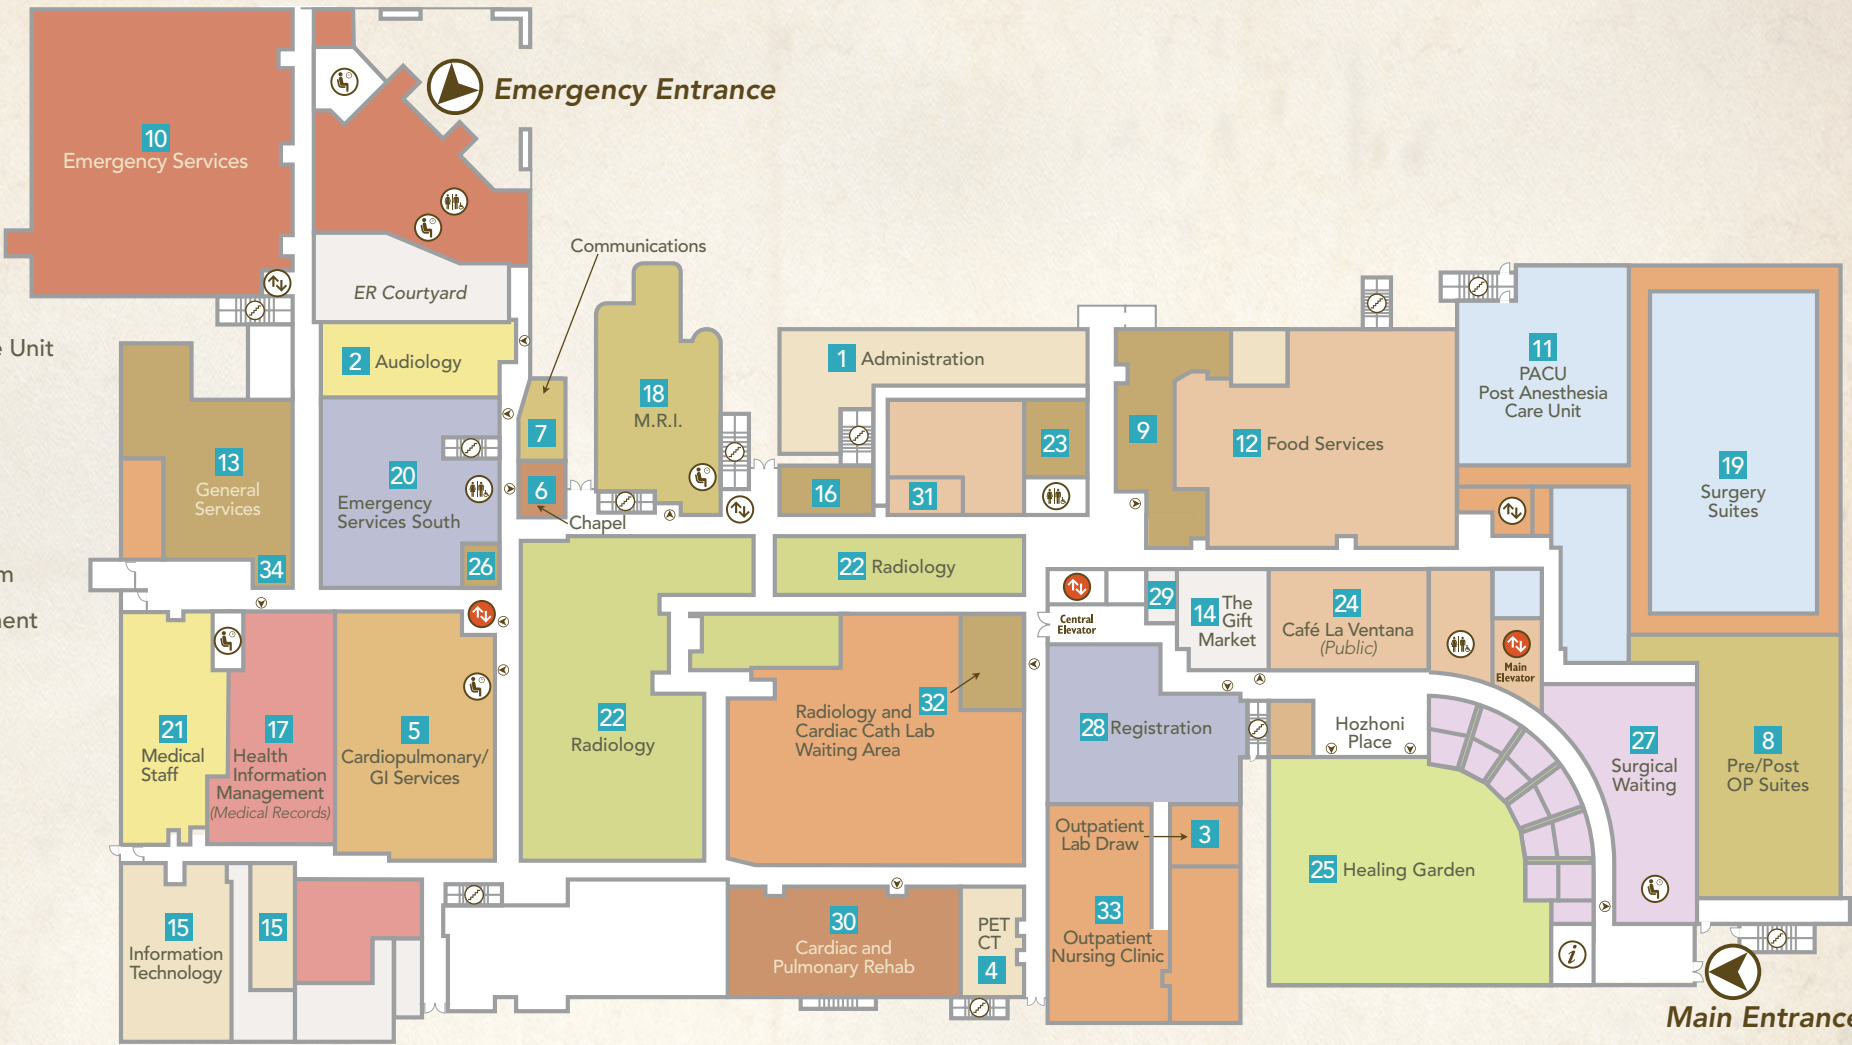 Emergency Entrance
10
Emergency Services
Communications
ER Courtyard
e Unit
2 Audiology
1 Administration
11
PACU
Post Anesthesia
Care Unit
18
M.R.I.
7
9
23
12 Food Services
13
General
Services
20
Emergency
Services South
6
Chapel
16
31
19
Surgery
Suites
34
26
22 Radiology
m
ment
29
14 The
Gift
Market
24
Café La Ventana
(Public)
Central
Elevator
Main
Elevator
21
Medical
Staff
17
Health
Information
Management
(Medical Records)
5
Cardiopulmonary/
GI Services
22
Radiology
32
Radiology and
Cardiac Cath Lab
Waiting Area
28 Registration
Hozhoni
Place
27
Surgical
Waiting
8
Pre/Post
OP Suites
Outpatient
Lab Draw
3
25 Healing Garden
15
Information
Technology
15
30
Cardiac and
Pulmonary Rehab
PET
CT
4
33
Outpatient
Nursing Clinic
i
Main Entrance